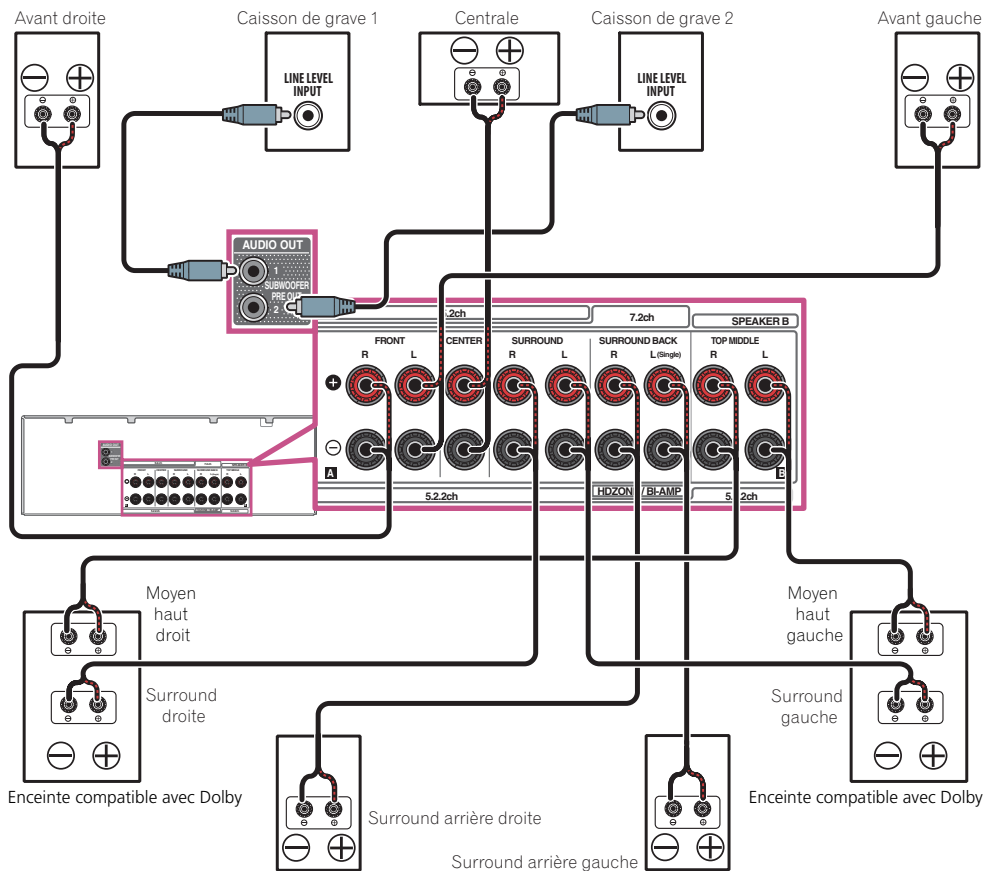 Avant droite
Caisson de grave 1
Centrale
Caisson de grave 2
Avant gauche
LINE LEVEL
INPUT
LINE LEVEL
INPUT
AUDIO OUT
1
SUBWOOFER
PRE OUT
2
.2ch
7.2ch
SPEAKER B
FRONT
CENTER
SURROUND
SURROUND BACK
TOP MIDDLE
R
L
R
L
R
L (Single)
R
L
A
B
5.2.2ch
HDZONE / BI-AMP
5. 2ch
Moyen
haut
droit
Moyen
haut
gauche
Surround
droite
Surround
gauche
Enceinte compatible avec Dolby
Enceinte compatible avec Dolby
Surround arrière droite
Surround arrière gauche